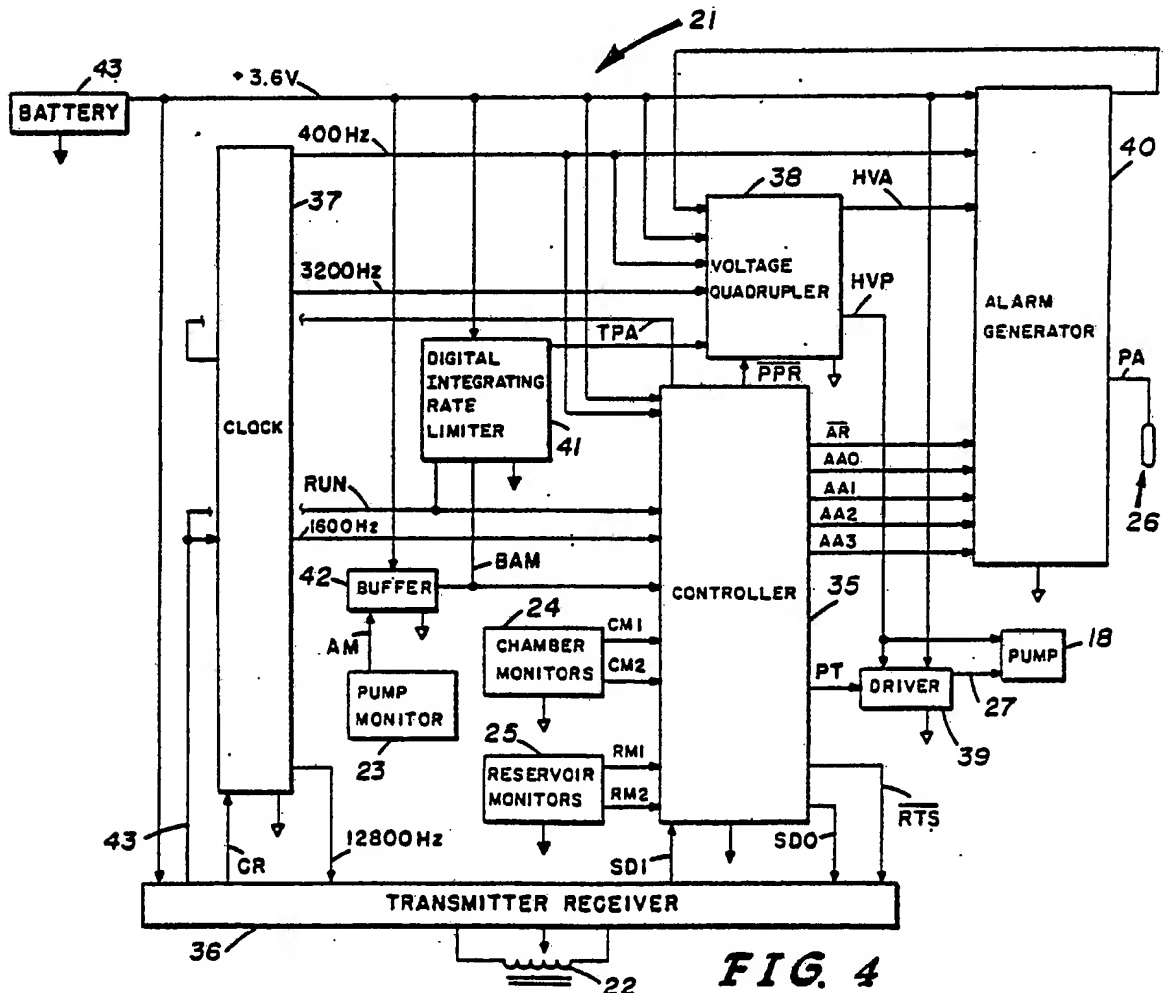 21
43
BATTERY
+3.6V
400Hz
37
38
HVA
40
3200Hz
VOLTAGE
QUADRUPLER
HVP
ALARM
GENERATOR
TPA
DIGITAL
INTEGRATING
RATE
LIMITER
41
PPR
PA
CLOCK
AR
AA0
AA1
AA2
AA3
26
RUN
1600Hz
BAM
42
BUFFER
AM
PUMP
MONITOR
23
24
CHAMBER
MONITORS
CM1
CM2
CONTROLLER
35
PT
DRIVER
39
27
PUMP
18
25
RESERVOIR
MONITORS
RM1
RM2
43
CR
12800Hz
SDI
SDO
RTS
TRANSMITTER RECEIVER
36
22
FIG. 4